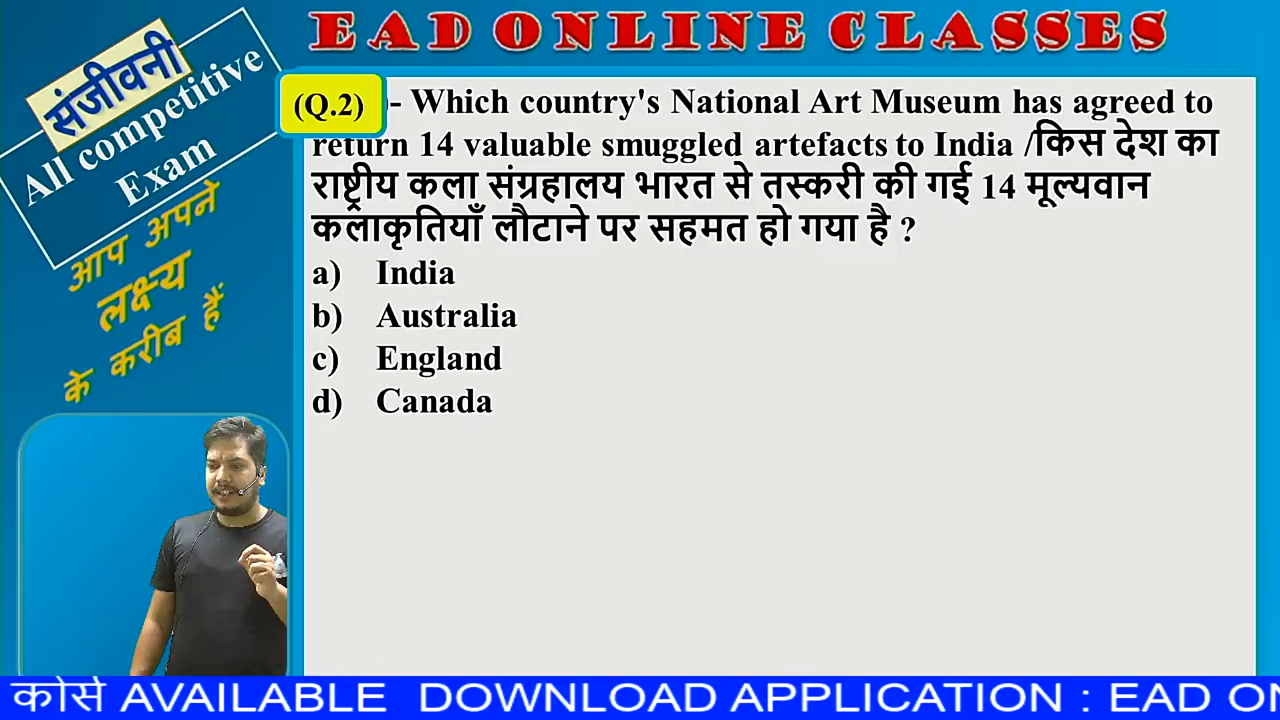 EAD ONLINE CLASSES
संजीवनी
All competitive
Exam
आप अपने
लक्ष्य
के करीब हैं
(Q.2) - Which country's National Art Museum has agreed to
return 14 valuable smuggled artefacts to India /किस देश का
राष्ट्रीय कला संग्रहालय भारत से तस्करी की गई 14 मूल्यवान
कलाकृतियाँ लौटाने पर सहमत हो गया है ?
a) India
b) Australia
c) England
d) Canada
कोर्स AVAILABLE DOWNLOAD APPLICATION : EAD ON